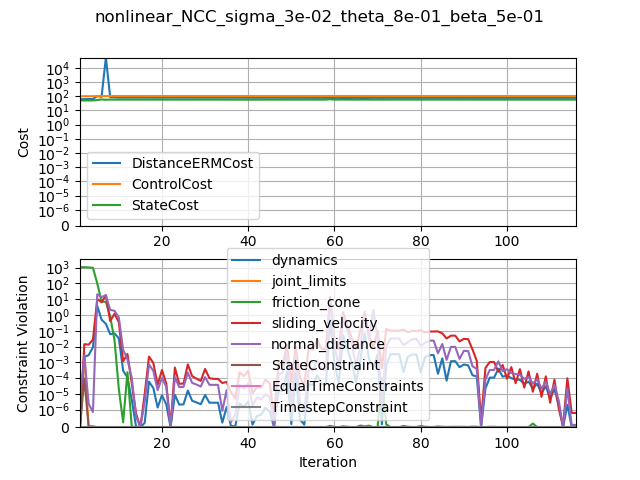 nonlinear_NCC_sigma_3e-02_theta_8e-01_beta_5e-01
10^4
10^3
10^2
10^1
10^0
10^-1
10^-2
10^-3
10^-4
10^-5
10^-6
0
Cost
DistanceERMCost
ControlCost
StateCost
20 40 60 80 100
10^3
10^2
10^1
10^0
10^-1
10^-2
10^-3
10^-4
10^-5
10^-6
0
Constraint Violation
dynamics
joint_limits
friction_cone
sliding_velocity
normal_distance
StateConstraint
EqualTimeConstraints
TimestepConstraint
20 40 60 80 100
Iteration